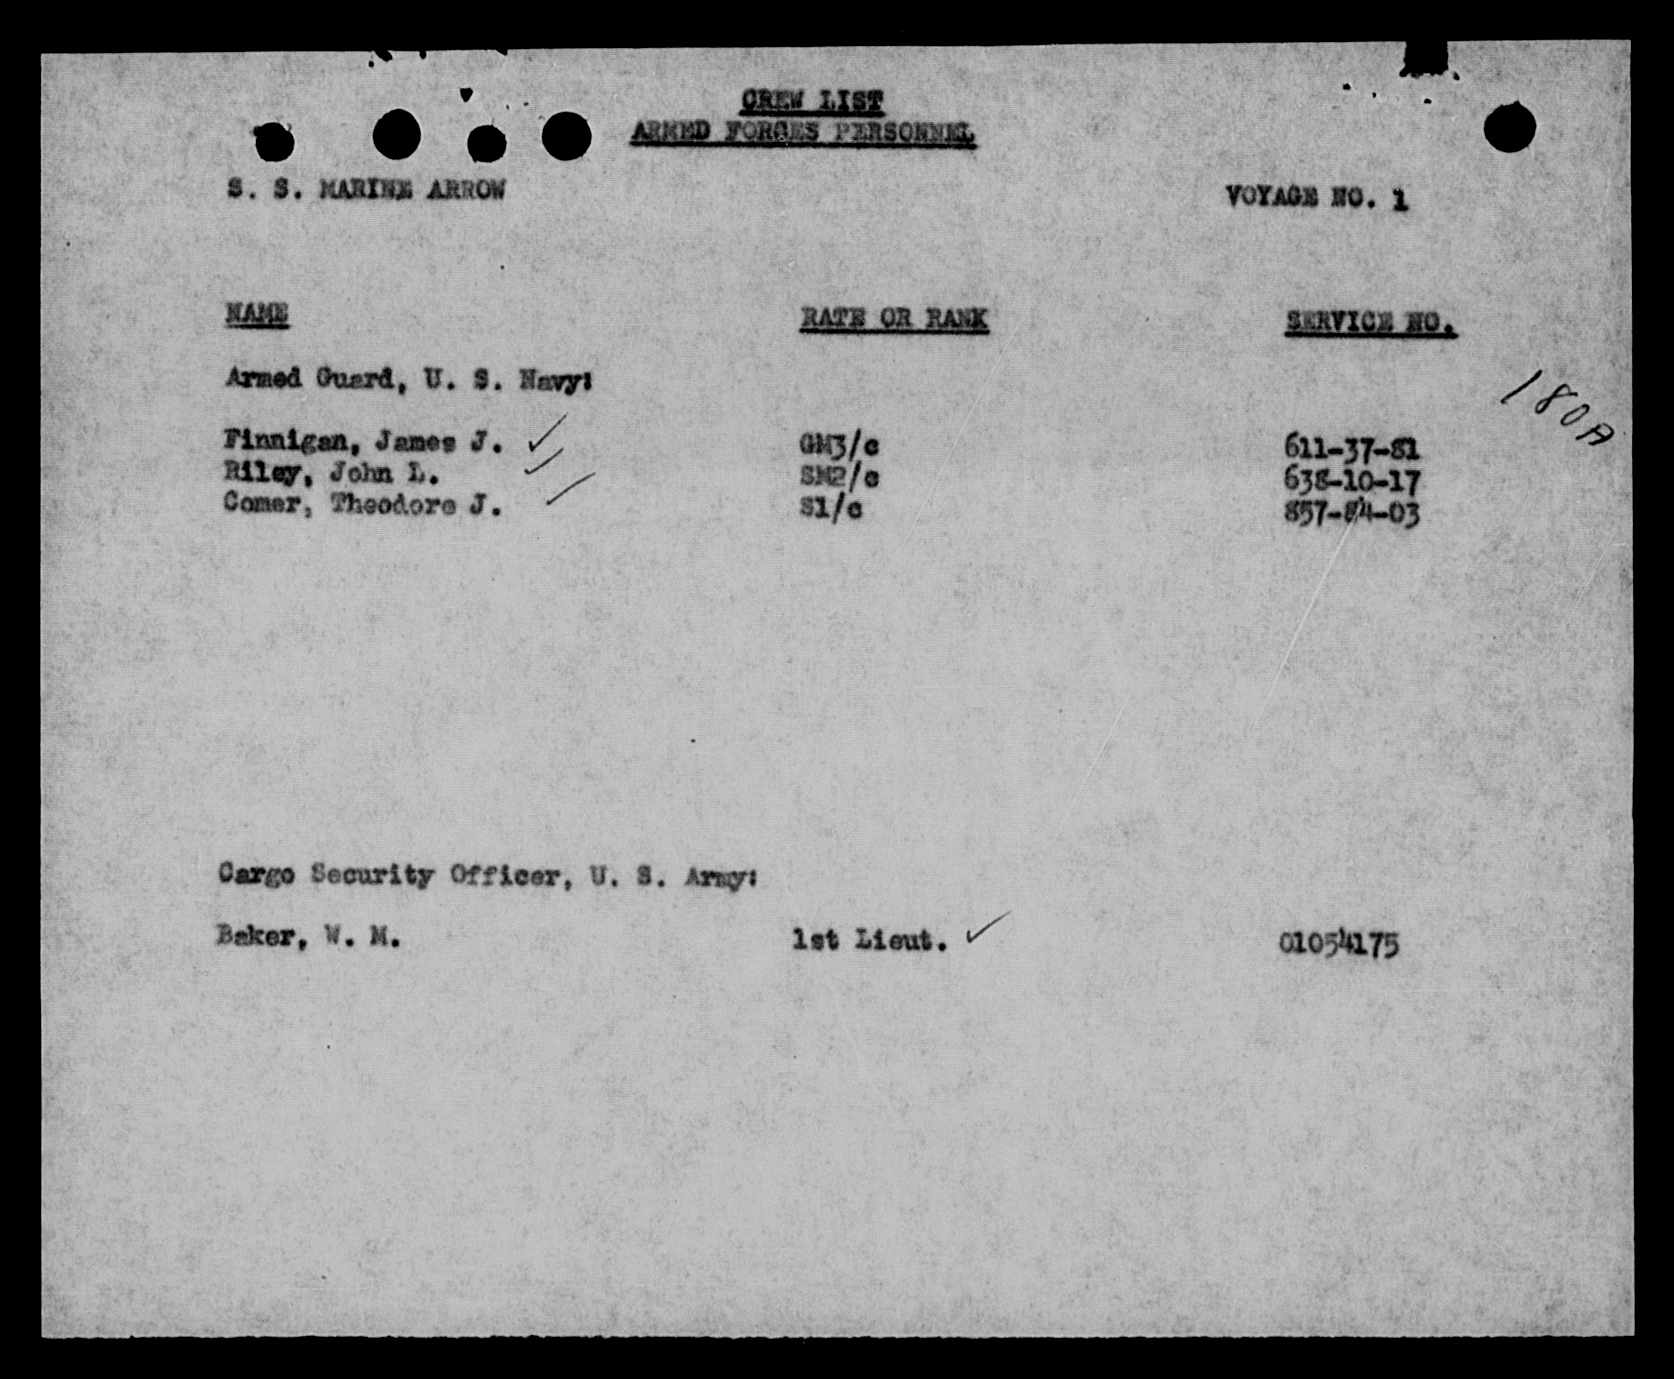 CREW LIST
ARMED FORCES PERSONNEL
S. S. MARINE ARROW VOYAGE NO. 1
NAME RATE OR RANK SERVICE NO.
Armed Guard, U. S. Navy:
180A
Finnigan, James J. ✓ GM3/c 611-37-81
Riley, John L. ✓ SM2/c 638-10-17
Comer, Theodore J. ✓ S1/c 857-84-03
Cargo Security Officer, U. S. Army:
Baker, W. M. 1st Lieut. ✓ 01054175